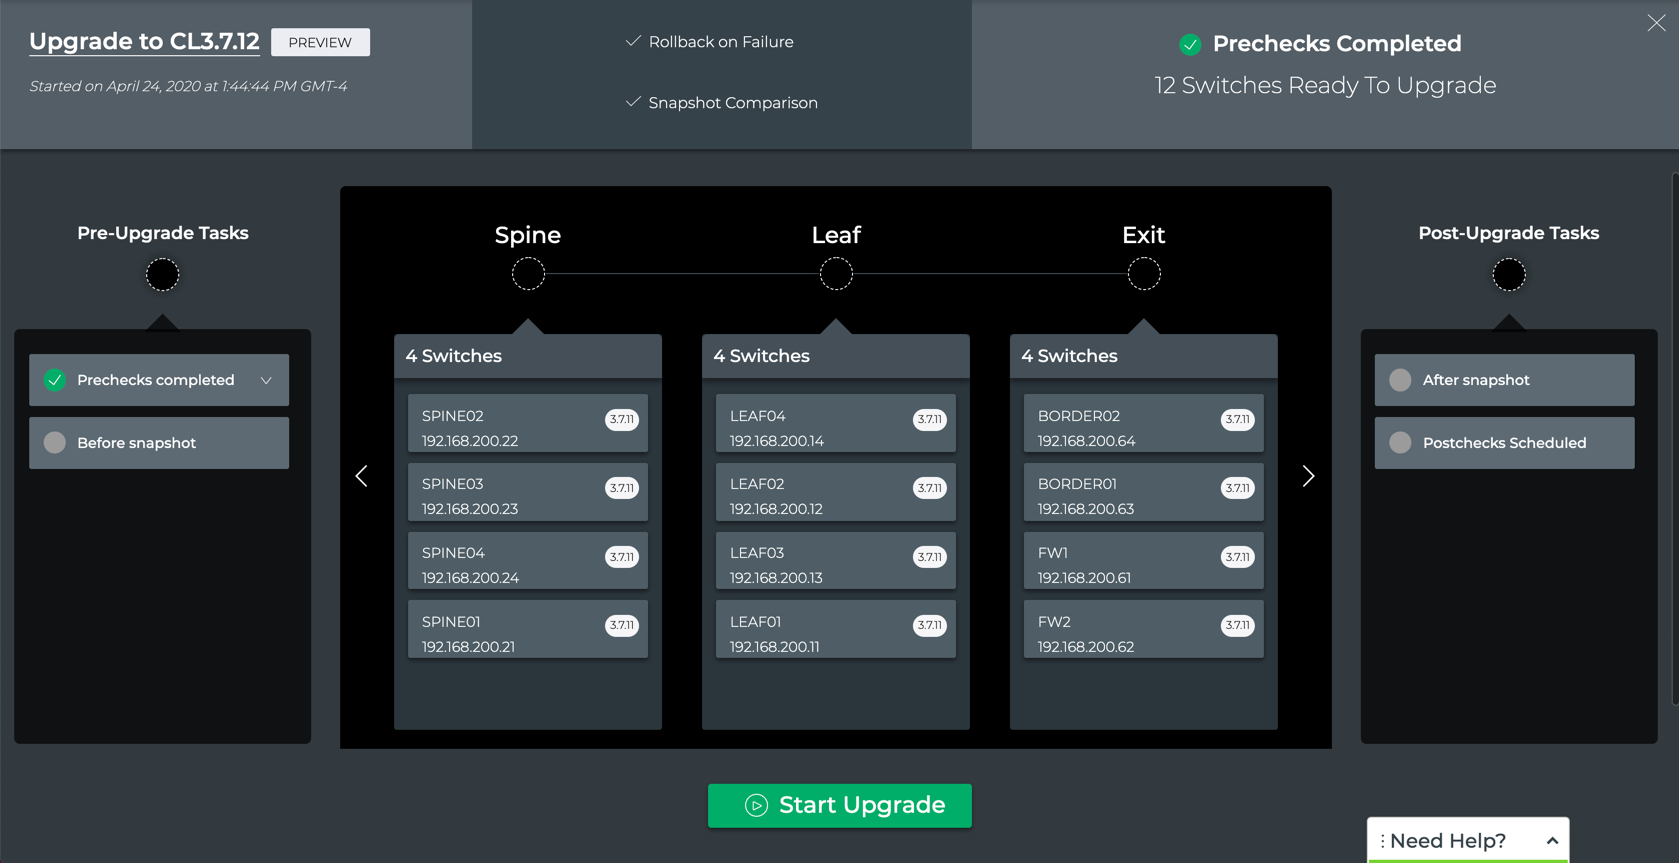 Upgrade to CL3.7.12
PREVIEW
Started on April 24, 2020 at 1:44:44 PM GMT-4
Rollback on Failure
Snapshot Comparison
Prechecks Completed
12 Switches Ready To Upgrade
Pre-Upgrade Tasks
Prechecks completed
Before snapshot
Spine
4 Switches
SPINE02
3.7.11
192.168.200.22
SPINE03
3.7.11
192.168.200.23
SPINE04
3.7.11
192.168.200.24
SPINE01
3.7.11
192.168.200.21
Leaf
4 Switches
LEAF04
3.7.11
192.168.200.14
LEAF02
3.7.11
192.168.200.12
LEAF03
3.7.11
192.168.200.13
LEAF01
3.7.11
192.168.200.11
Exit
4 Switches
BORDER02
3.7.11
192.168.200.64
BORDER01
3.7.11
192.168.200.63
FW1
3.7.11
192.168.200.61
FW2
3.7.11
192.168.200.62
Post-Upgrade Tasks
After snapshot
Postchecks Scheduled
Start Upgrade
Need Help?